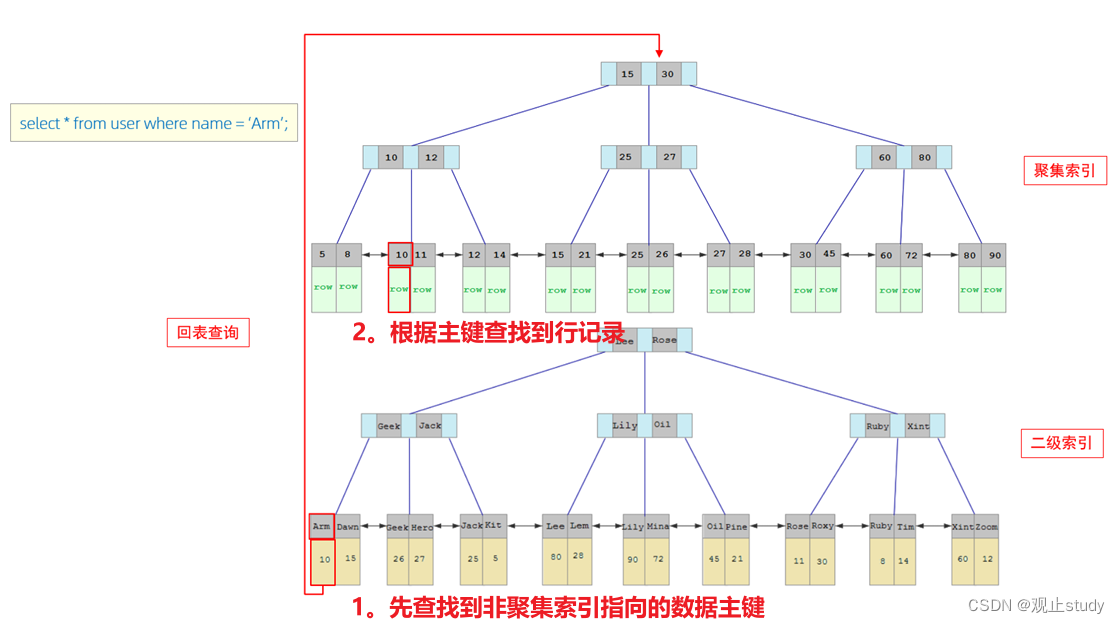 select * from user where name = ‘Arm’;
15 30
10 12
25 27
60 80
聚集索引
5 8 10 11 12 14 15 21 25 26 27 28 30 45 60 72 80 90
row row row row row row row row row row row row row row row row row row
回表查询
2。根据主键查找到行记录
Lee Rose
Geek Jack
Lily Oil
Ruby Xint
二级索引
Arm Dawn Geek Hero Jack Kit Lee Lem Lily Mina Oil Pine Rose Roxy Ruby Tim Xint Zoom
10 15 26 27 25 5 80 28 90 72 45 21 11 30 8 14 60 12
1。先查找到非聚集索引指向的数据主键
CSDN @观止study